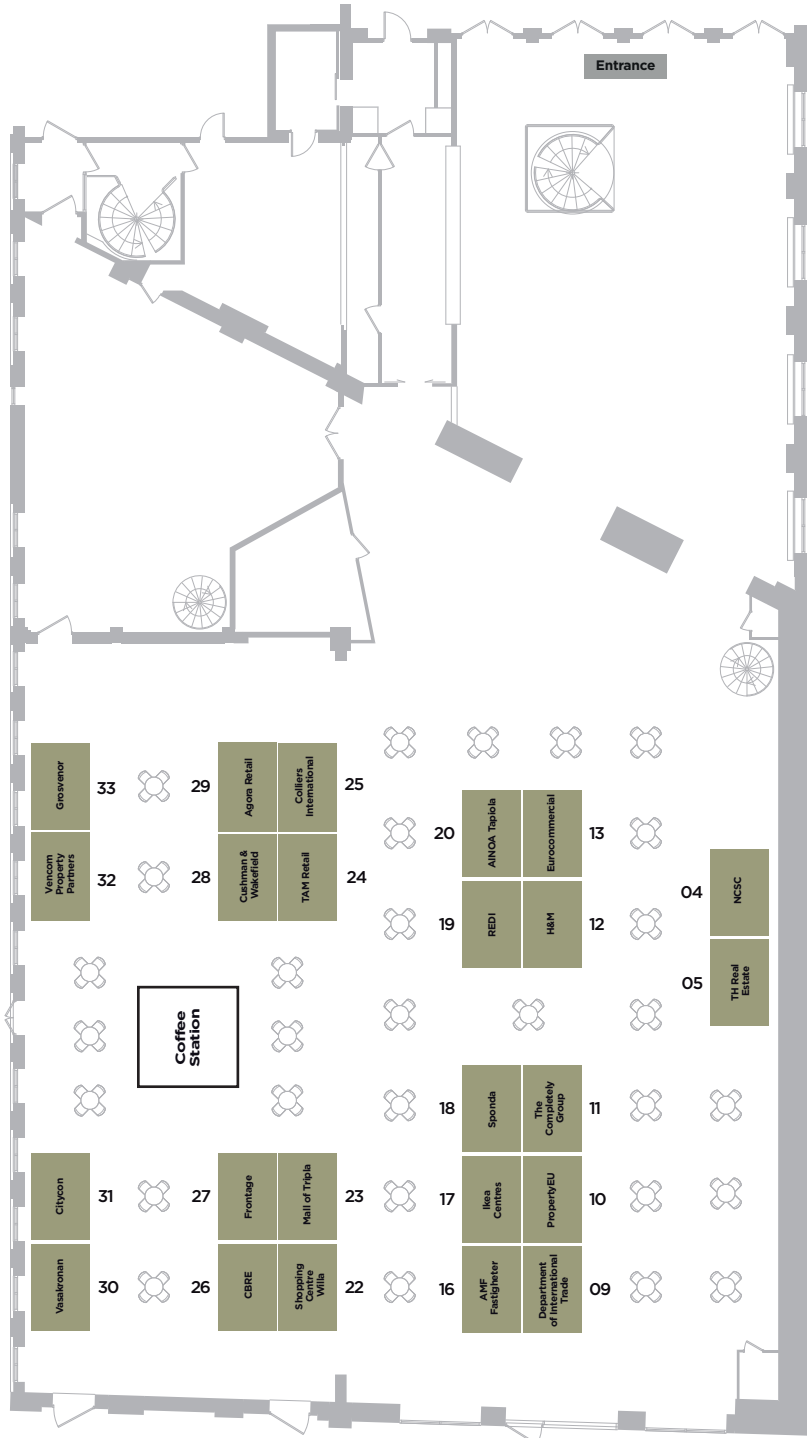 Entrance
Grosvenor
33
29
Agora Retail
Colliers
International
25
Vencom
Property
Partners
32
28
Cushman &
Wakefield
TAM Retail
24
20
AINOA Tapiola
Eurocommercial
13
19
REDI
H&M
12
04
NCSC
05
TH Real
Estate
Coffee
Station
18
Sponda
The
Completely
Group
11
Citycon
31
27
Frontage
Mall of Tripla
23
17
Ikea
Centres
PropertyEU
10
Vasakronan
30
26
CBRE
Shopping
Centre
Willa
22
16
AMF
Fastigheter
Department
of International
Trade
09